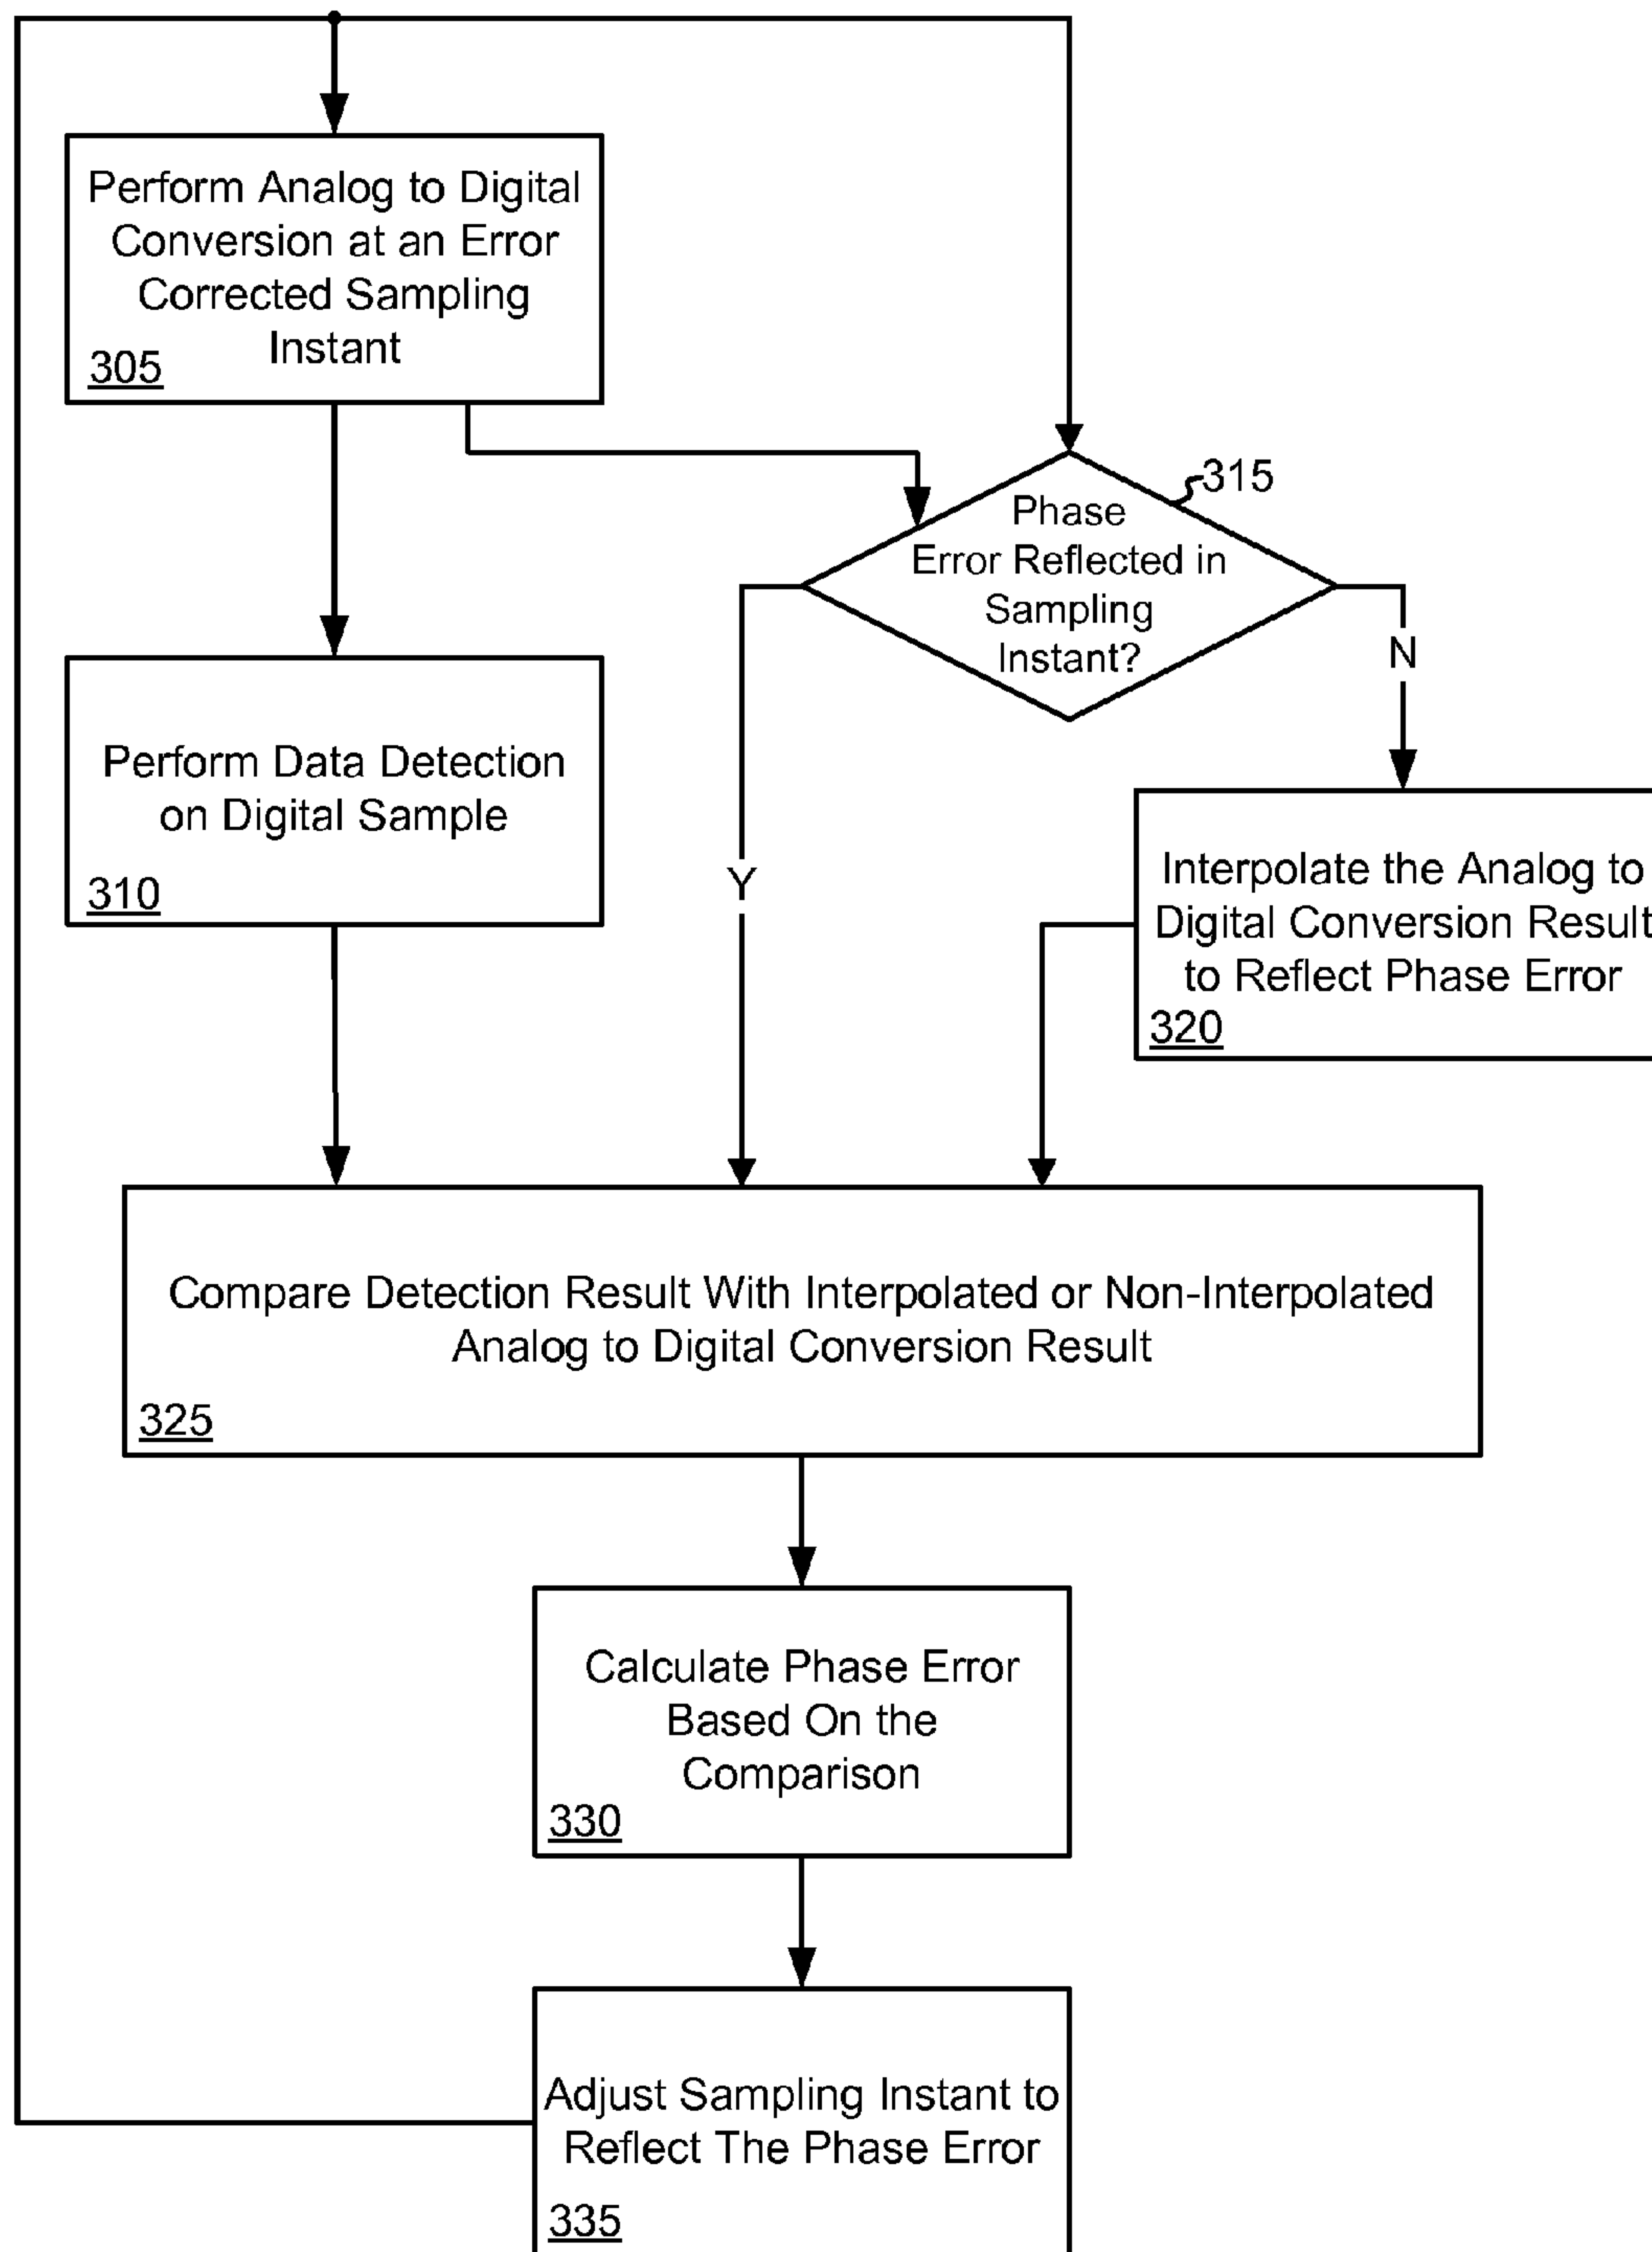 Perform Analog to Digital
Conversion at an Error
Corrected Sampling
Instant
305
315
Phase
Error Reflected in
Sampling
Instant?
N
Perform Data Detection
on Digital Sample
310
Y
Interpolate the Analog to
Digital Conversion Result
to Reflect Phase Error
320
Compare Detection Result With Interpolated or Non-Interpolated
Analog to Digital Conversion Result
325
Calculate Phase Error
Based On the
Comparison
330
Adjust Sampling Instant to
Reflect The Phase Error
335